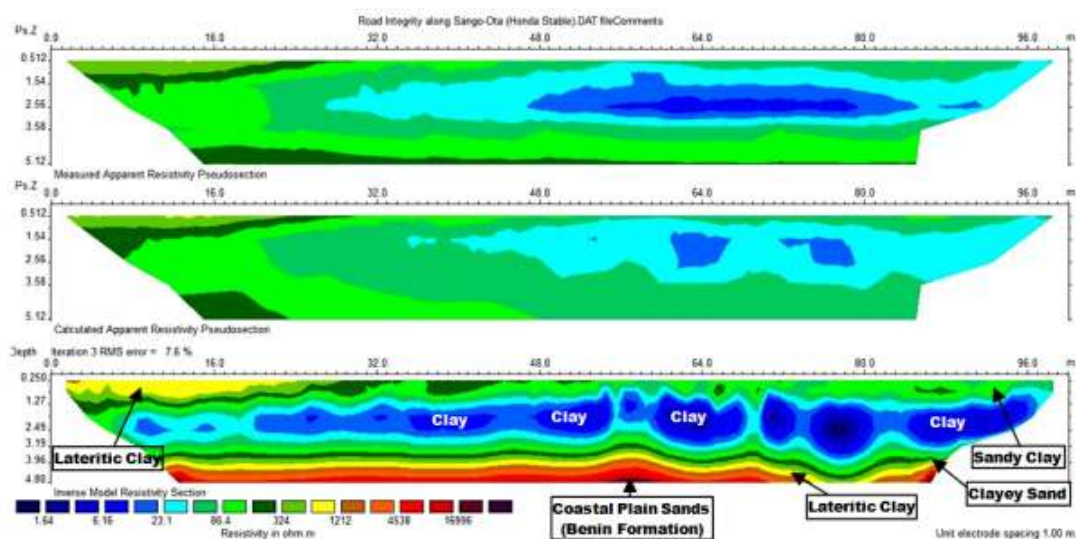 Road Integrity along Sango-Ota (Honda Stable).DAT fileComments
Ps.Z 0.0 16.0 32.0 48.0 64.0 80.0 96.0 m
0.512
1.54
2.56
3.58
5.12
Measured Apparent Resistivity Pseudosection
Ps.Z 0.0 16.0 32.0 48.0 64.0 80.0 96.0 m
0.512
1.54
2.56
3.58
5.12
Calculated Apparent Resistivity Pseudosection
Depth Iteration 3 RMS error = 7.6 %
0.0 16.0 32.0 48.0 64.0 80.0 96.0 m
0.250
1.27
2.45
3.19
3.96
4.80
Clay Clay Clay Clay
Lateritic Clay
Sandy Clay
Clayey Sand
Lateritic Clay
Coastal Plain Sands
(Benin Formation)
Inverse Model Resistivity Section
1.64 6.16 23.1 86.4 324 1212 4538 16996
Resistivity in ohm.m
Unit electrode spacing 1.00 m